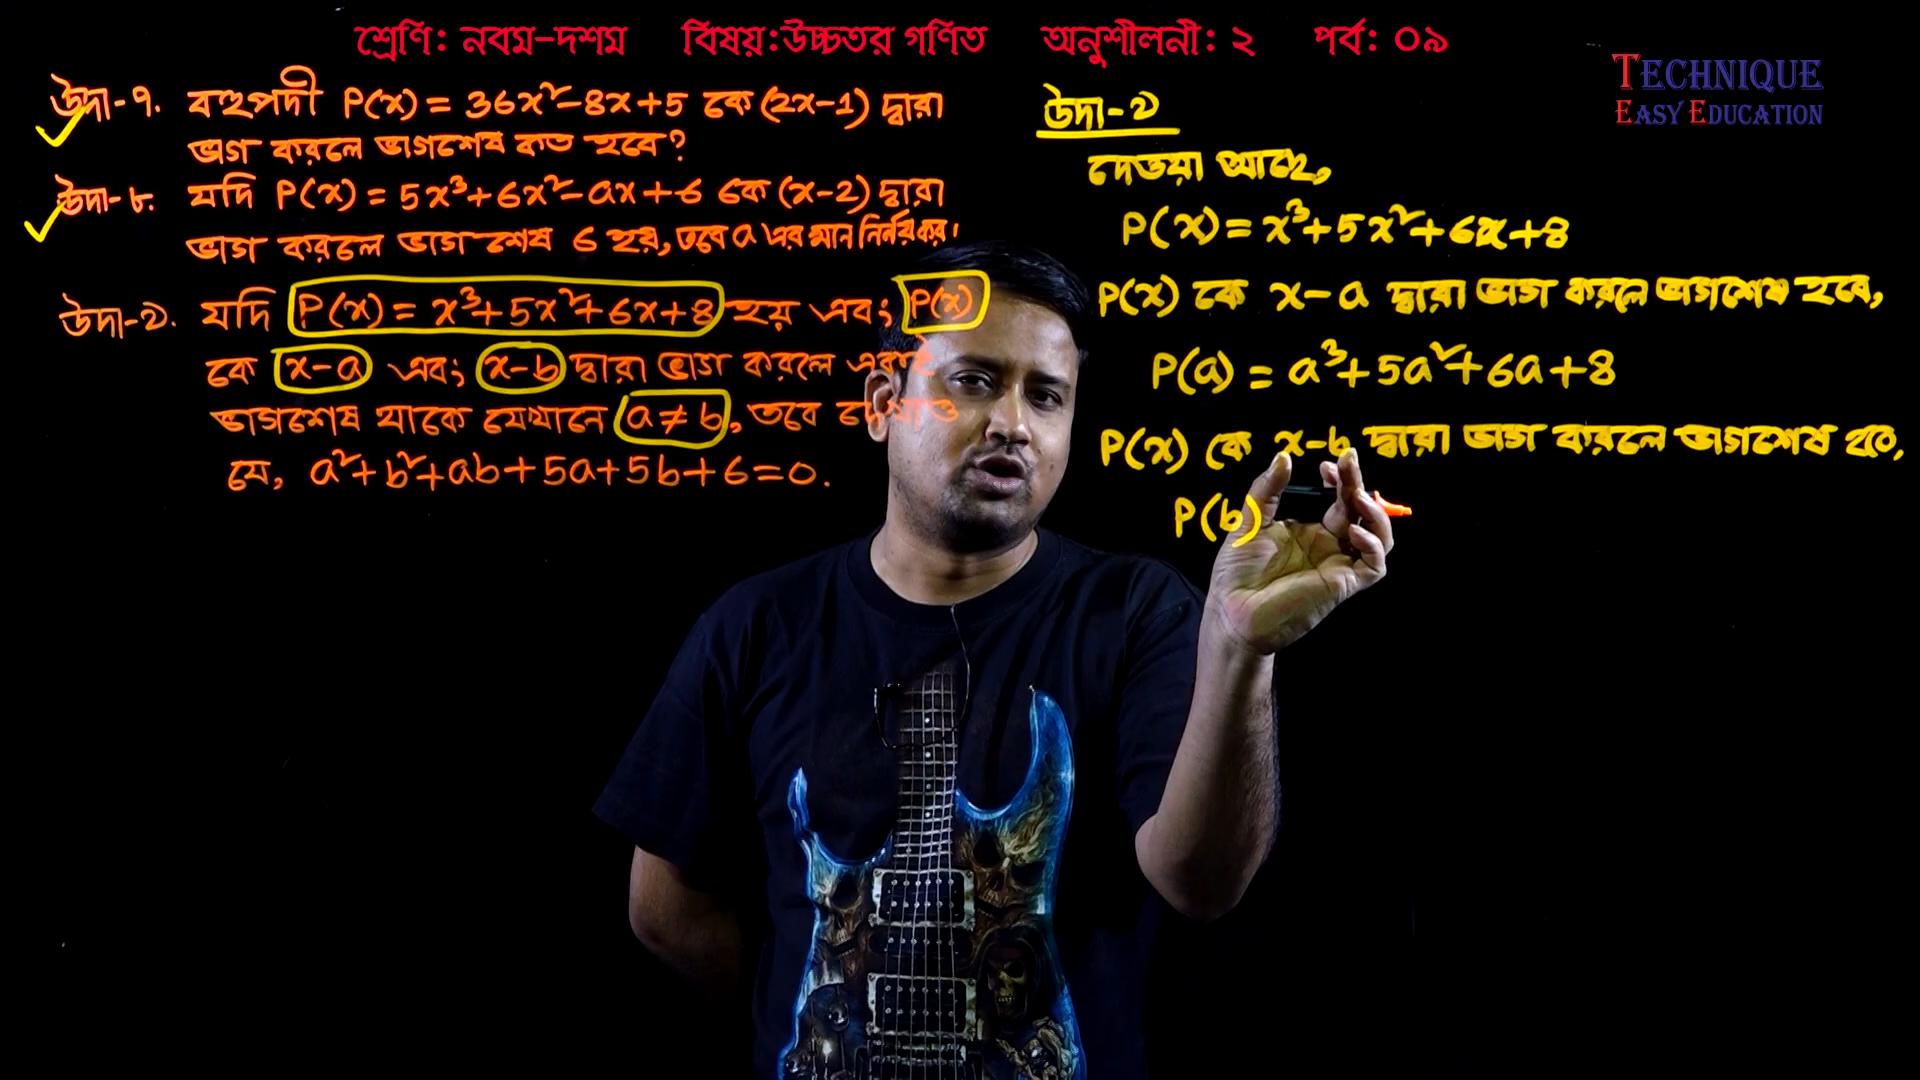 শ্রেণি: নবম-দশম বিষয়:উচ্চতর গণিত অনুশীলনী: ২ পর্ব: ০৯
TECHNIQUE
EASY EDUCATION
উদা-৭. বহুপদী P(x) = 36x²-8x+5 কে (2x-1) দ্বারা
ভাগ করলে ভাগশেষ কত হবে?
উদা-৮. যদি P(x) = 5x³+6x²-ax+6 কে (x-2) দ্বারা
ভাগ করলে ভাগশেষ 6 হয়, তবে a এর মান নির্ণয় কর।
উদা-৯. যদি P(x) = x³+5x²+6x+8 হয় এবং P(x)
কে x-a এবং x-b দ্বারা ভাগ করলে একই
ভাগশেষ থাকে যেখানে a≠b, তবে দেখাও
যে, a²+b²+ab+5a+5b+6=0.
উদা-৯
দেওয়া আছে,
P(x) = x³+5x²+6x+8
P(x) কে x-a দ্বারা ভাগ করলে ভাগশেষ হবে,
P(a) = a³+5a²+6a+8
P(x) কে x-b দ্বারা ভাগ করলে ভাগশেষ হবে,
P(b)